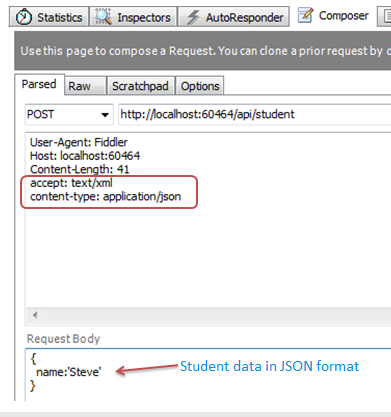 Statistics Inspectors AutoResponder Composer
Use this page to compose a Request. You can clone a prior request by
Parsed Raw Scratchpad Options
POST http://localhost:60464/api/student
User-Agent: Fiddler
Host: localhost:60464
Content-Length: 41
accept: text/xml
content-type: application/json
Request Body
{
name:'Steve' Student data in JSON format
}